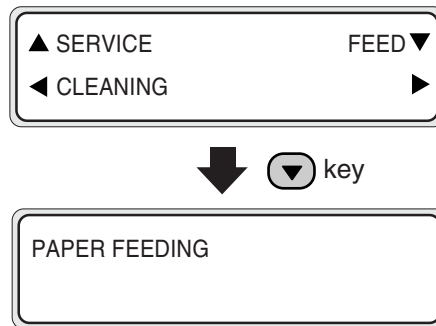 ▲ SERVICE FEED▼
◀ CLEANING ▶
▼ key
PAPER FEEDING